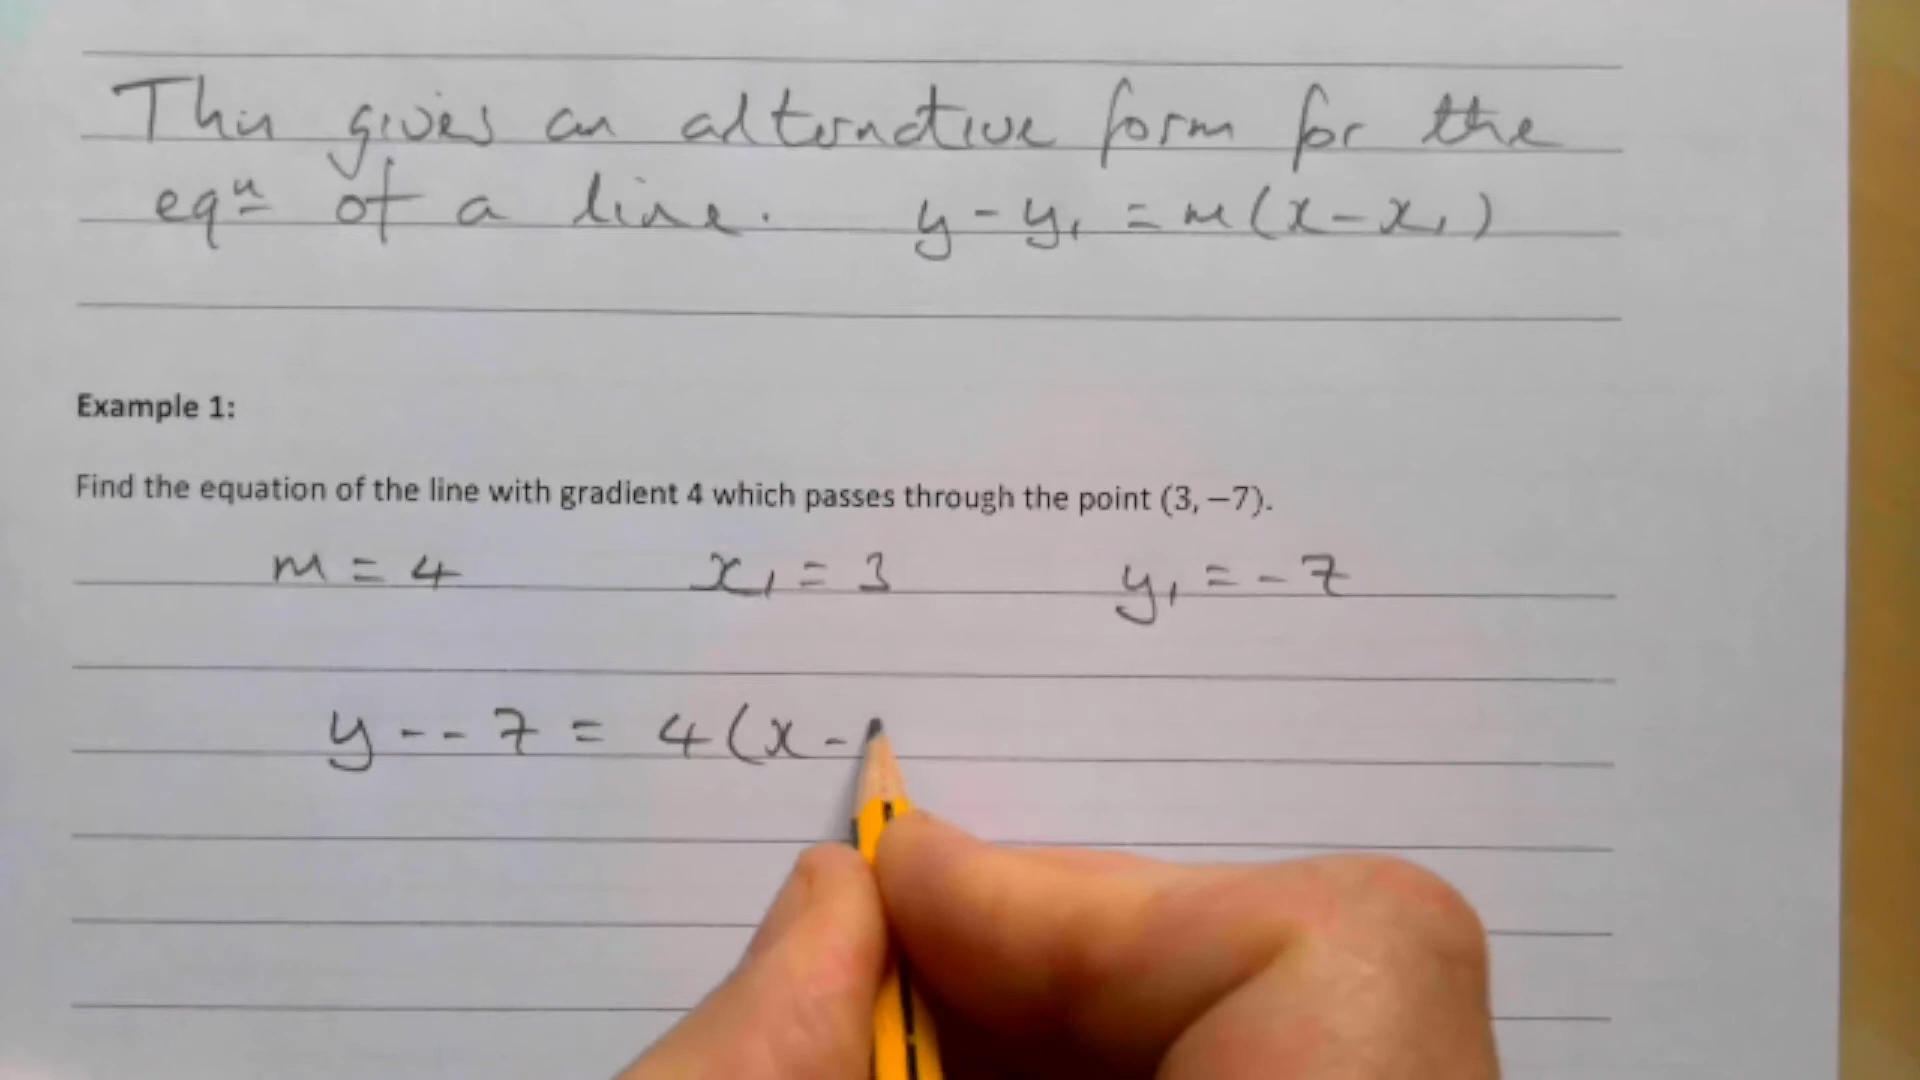 This gives an alternative form for the
eqⁿ of a line. y - y₁ = m(x - x₁)
Example 1:
Find the equation of the line with gradient 4 which passes through the point (3, −7).
m = 4 x₁ = 3 y₁ = - 7
y - - 7 = 4(x -